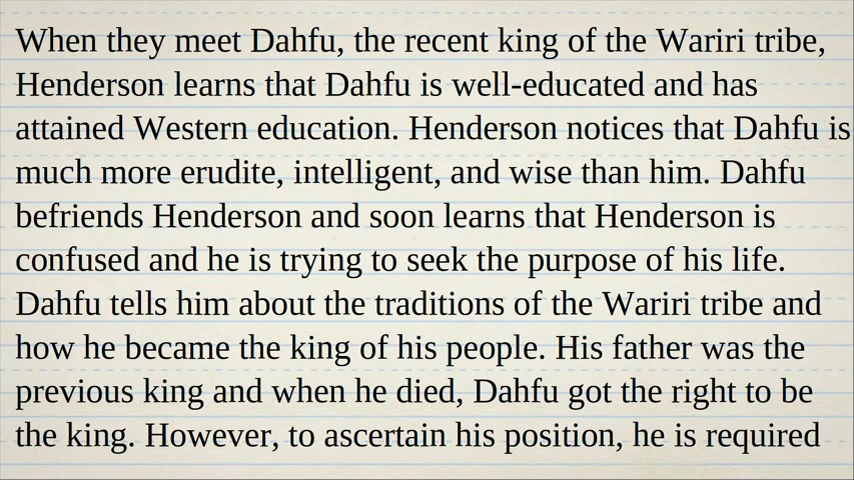 When they meet Dahfu, the recent king of the Wariri tribe,
Henderson learns that Dahfu is well-educated and has
attained Western education. Henderson notices that Dahfu is
much more erudite, intelligent, and wise than him. Dahfu
befriends Henderson and soon learns that Henderson is
confused and he is trying to seek the purpose of his life.
Dahfu tells him about the traditions of the Wariri tribe and
how he became the king of his people. His father was the
previous king and when he died, Dahfu got the right to be
the king. However, to ascertain his position, he is required